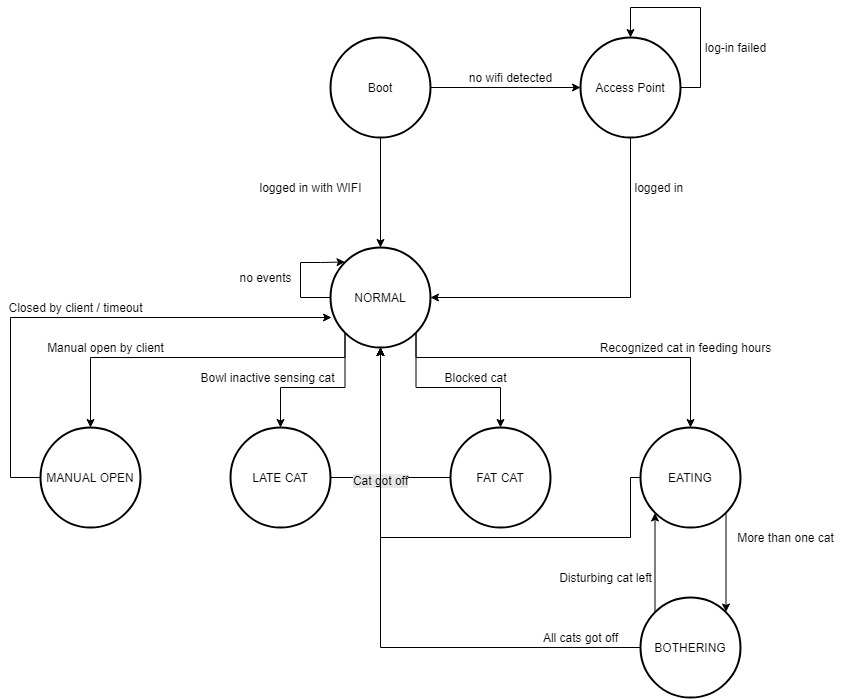 log-in failed
Boot
no wifi detected
Access Point
logged in with WIFI
logged in
no events
NORMAL
Closed by client / timeout
Manual open by client
Recognized cat in feeding hours
Bowl inactive sensing cat
Blocked cat
MANUAL OPEN
LATE CAT
Cat got off
FAT CAT
EATING
More than one cat
Disturbing cat left
All cats got off
BOTHERING